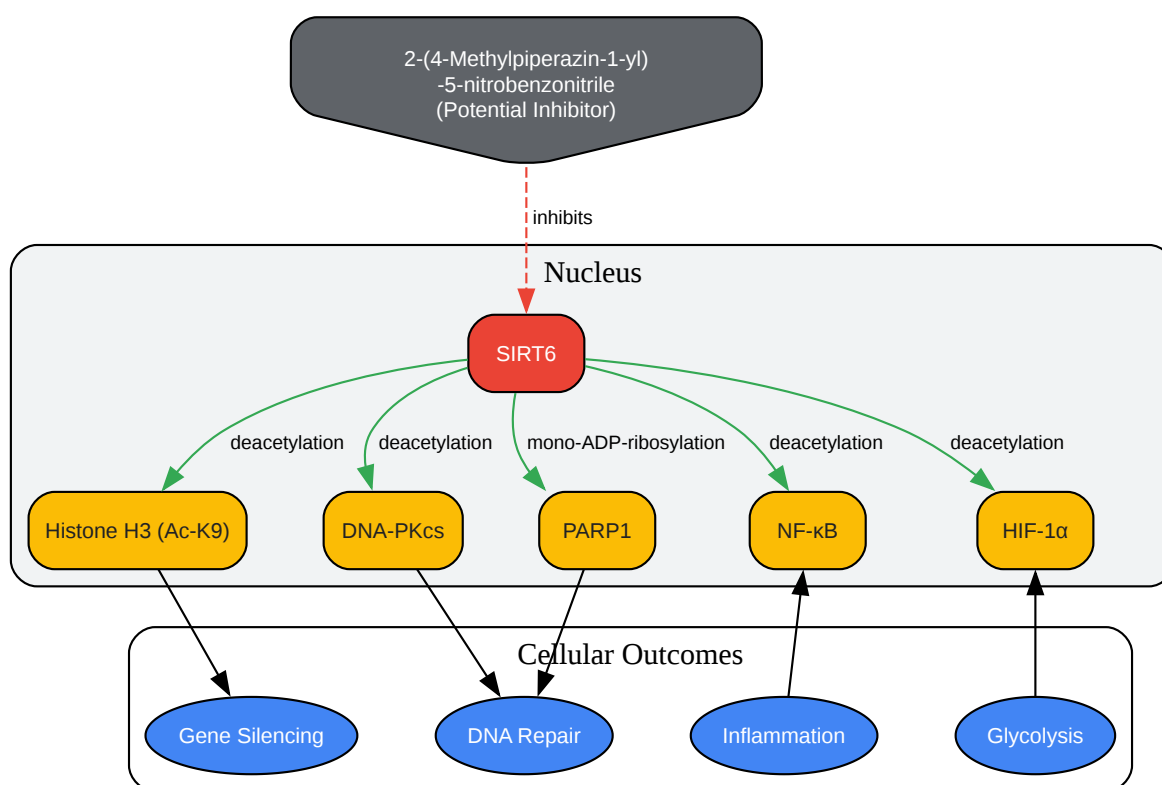 2-(4-Methylpiperazin-1-yl)
-5-nitrobenzonitrile
(Potential Inhibitor)
inhibits
Nucleus
SIRT6
deacetylation
deacetylation
mono-ADP-ribosylation
deacetylation
deacetylation
Histone H3 (Ac-K9)
DNA-PKcs
PARP1
NF-κB
HIF-1α
Cellular Outcomes
Gene Silencing
DNA Repair
Inflammation
Glycolysis